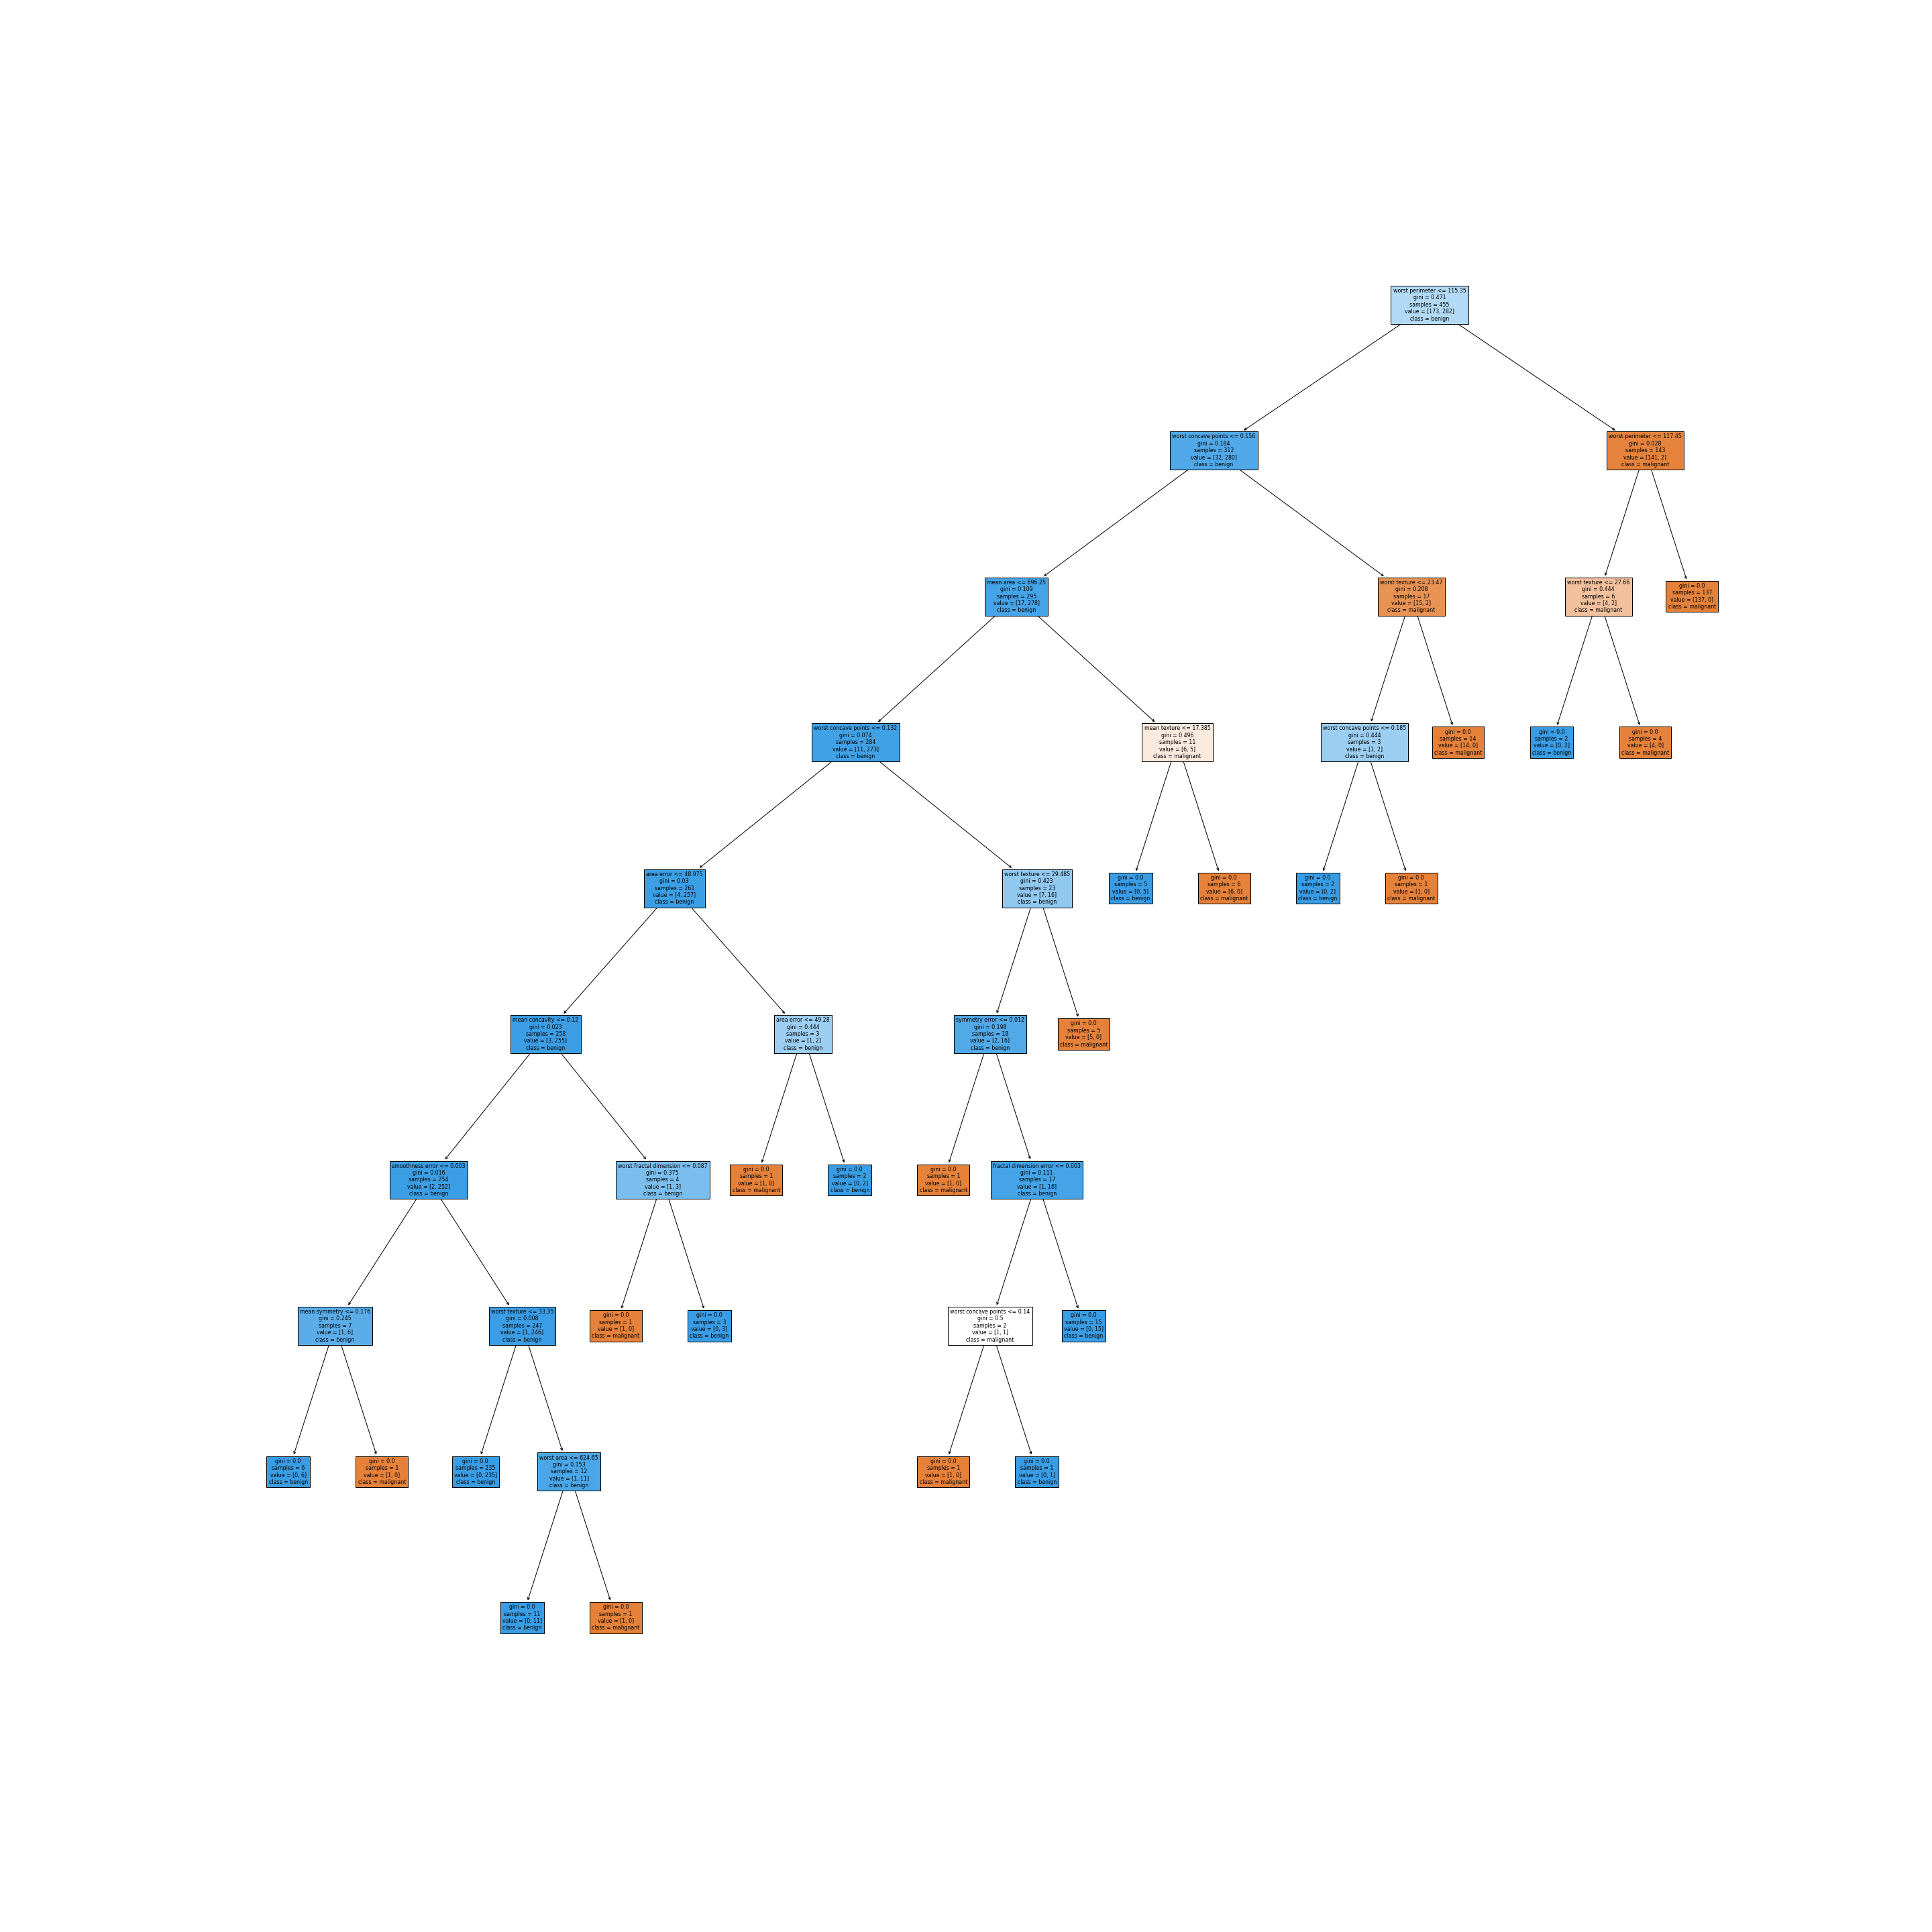 worst perimeter <= 115.35
gini = 0.471
samples = 455
value = [173, 282]
class = benign
worst concave points <= 0.156
gini = 0.184
samples = 312
value = [32, 280]
class = benign
worst perimeter <= 117.45
gini = 0.028
samples = 143
value = [141, 2]
class = malignant
mean area <= 696.25
gini = 0.109
samples = 295
value = [17, 278]
class = benign
worst texture <= 23.47
gini = 0.208
samples = 17
value = [15, 2]
class = malignant
worst texture <= 27.66
gini = 0.444
samples = 6
value = [4, 2]
class = malignant
gini = 0.0
samples = 137
value = [137, 0]
class = malignant
worst concave points <= 0.132
gini = 0.074
samples = 284
value = [11, 273]
class = benign
mean texture <= 17.385
gini = 0.496
samples = 11
value = [6, 5]
class = malignant
worst concave points <= 0.185
gini = 0.444
samples = 3
value = [1, 2]
class = benign
gini = 0.0
samples = 14
value = [14, 0]
class = malignant
gini = 0.0
samples = 2
value = [0, 2]
class = benign
gini = 0.0
samples = 4
value = [4, 0]
class = malignant
area error <= 48.975
gini = 0.03
samples = 261
value = [4, 257]
class = benign
worst texture <= 29.485
gini = 0.423
samples = 23
value = [7, 16]
class = benign
gini = 0.0
samples = 5
value = [0, 5]
class = benign
gini = 0.0
samples = 6
value = [6, 0]
class = malignant
gini = 0.0
samples = 2
value = [0, 2]
class = benign
gini = 0.0
samples = 1
value = [1, 0]
class = malignant
mean concavity <= 0.12
gini = 0.023
samples = 258
value = [3, 255]
class = benign
area error <= 49.28
gini = 0.444
samples = 3
value = [1, 2]
class = benign
symmetry error <= 0.012
gini = 0.198
samples = 18
value = [2, 16]
class = benign
gini = 0.0
samples = 5
value = [5, 0]
class = malignant
smoothness error <= 0.003
gini = 0.016
samples = 254
value = [2, 252]
class = benign
worst fractal dimension <= 0.087
gini = 0.375
samples = 4
value = [1, 3]
class = benign
gini = 0.0
samples = 1
value = [1, 0]
class = malignant
gini = 0.0
samples = 2
value = [0, 2]
class = benign
gini = 0.0
samples = 1
value = [1, 0]
class = malignant
fractal dimension error <= 0.003
gini = 0.111
samples = 17
value = [1, 16]
class = benign
mean symmetry <= 0.176
gini = 0.245
samples = 7
value = [1, 6]
class = benign
worst texture <= 33.35
gini = 0.008
samples = 247
value = [1, 246]
class = benign
gini = 0.0
samples = 1
value = [1, 0]
class = malignant
gini = 0.0
samples = 3
value = [0, 3]
class = benign
worst concave points <= 0.14
gini = 0.5
samples = 2
value = [1, 1]
class = malignant
gini = 0.0
samples = 15
value = [0, 15]
class = benign
gini = 0.0
samples = 6
value = [0, 6]
class = benign
gini = 0.0
samples = 1
value = [1, 0]
class = malignant
gini = 0.0
samples = 235
value = [0, 235]
class = benign
worst area <= 624.65
gini = 0.153
samples = 12
value = [1, 11]
class = benign
gini = 0.0
samples = 1
value = [1, 0]
class = malignant
gini = 0.0
samples = 1
value = [0, 1]
class = benign
gini = 0.0
samples = 11
value = [0, 11]
class = benign
gini = 0.0
samples = 1
value = [1, 0]
class = malignant